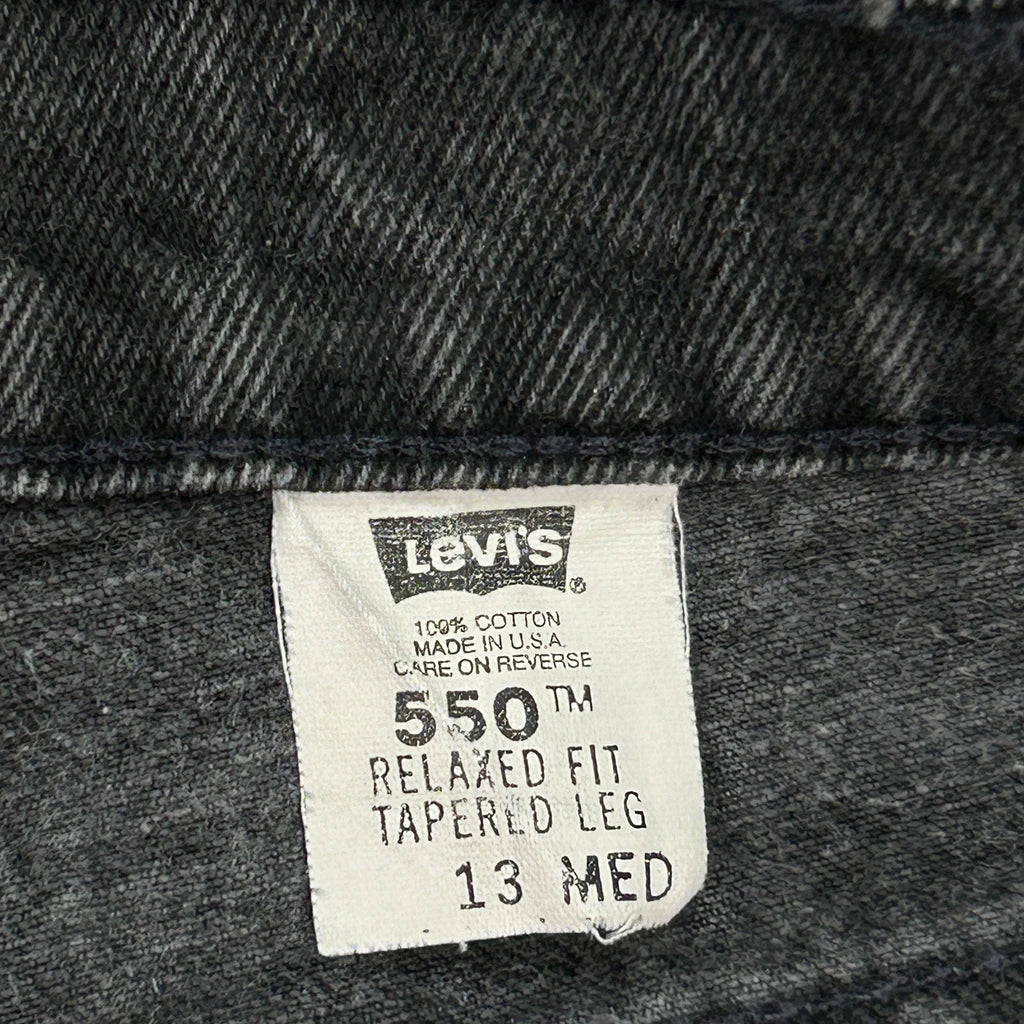 LEVI'S ®
100% COTTON
MADE IN U.S.A.
CARE ON REVERSE
550™
RELAXED FIT
TAPERED LEG
13 MED